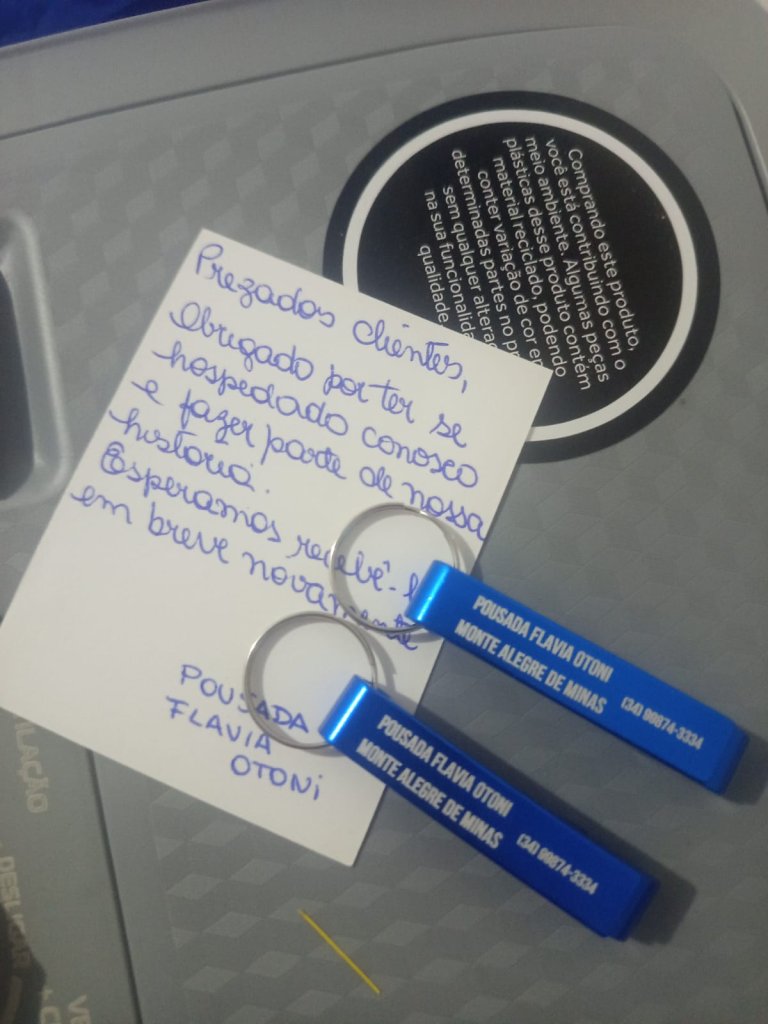 Comprando este produto,
você está contribuindo com o
meio ambiente. Algumas peças
plásticas desse produto contém
material reciclado, podendo
conter variação de cor em
determinadas partes no
sem qualquer
na sua
qualidade
Prezados clientes,
Obrigado por ter se
hospedado conosco
e fazer parte de nossa
história.
Esperamos
em breve novamente
POUSADA
FLAVIA
OTONI
POUSADA FLAVIA OTONI
MONTE ALEGRE DE MINAS (34) 99874-3334
POUSADA FLAVIA OTONI
MONTE ALEGRE DE MINAS (34) 99874-3334